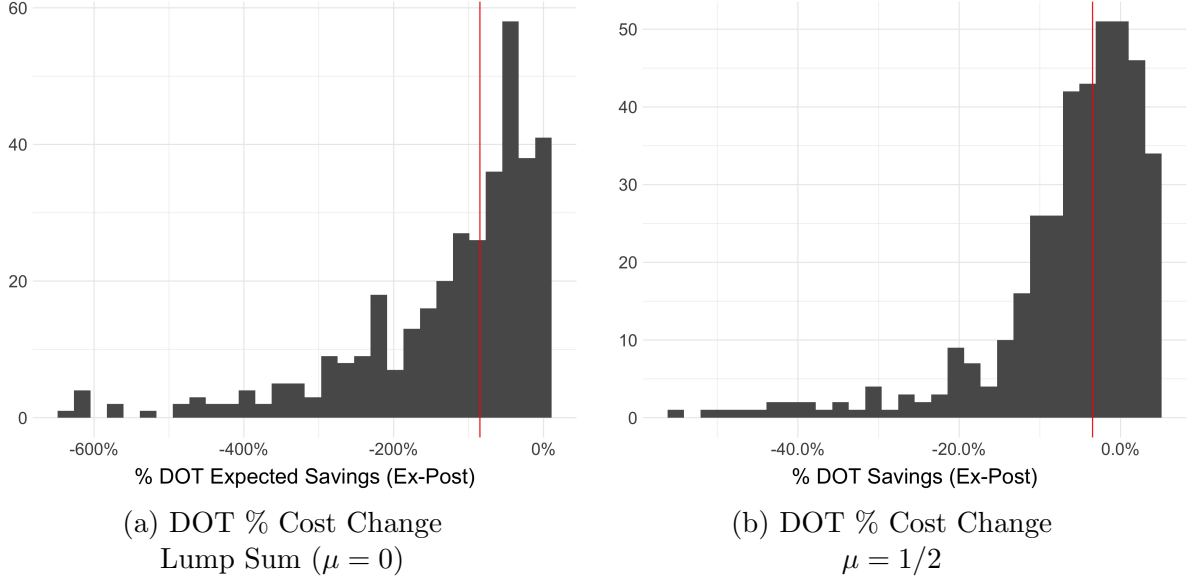 60
40
20
0
-600%
-400%
-200%
0%
% DOT Expected Savings (Ex-Post)
(a) DOT % Cost Change
Lump Sum (μ = 0)
50
40
30
20
10
0
-40.0%
-20.0%
0.0%
% DOT Savings (Ex-Post)
(b) DOT % Cost Change
μ = 1/2